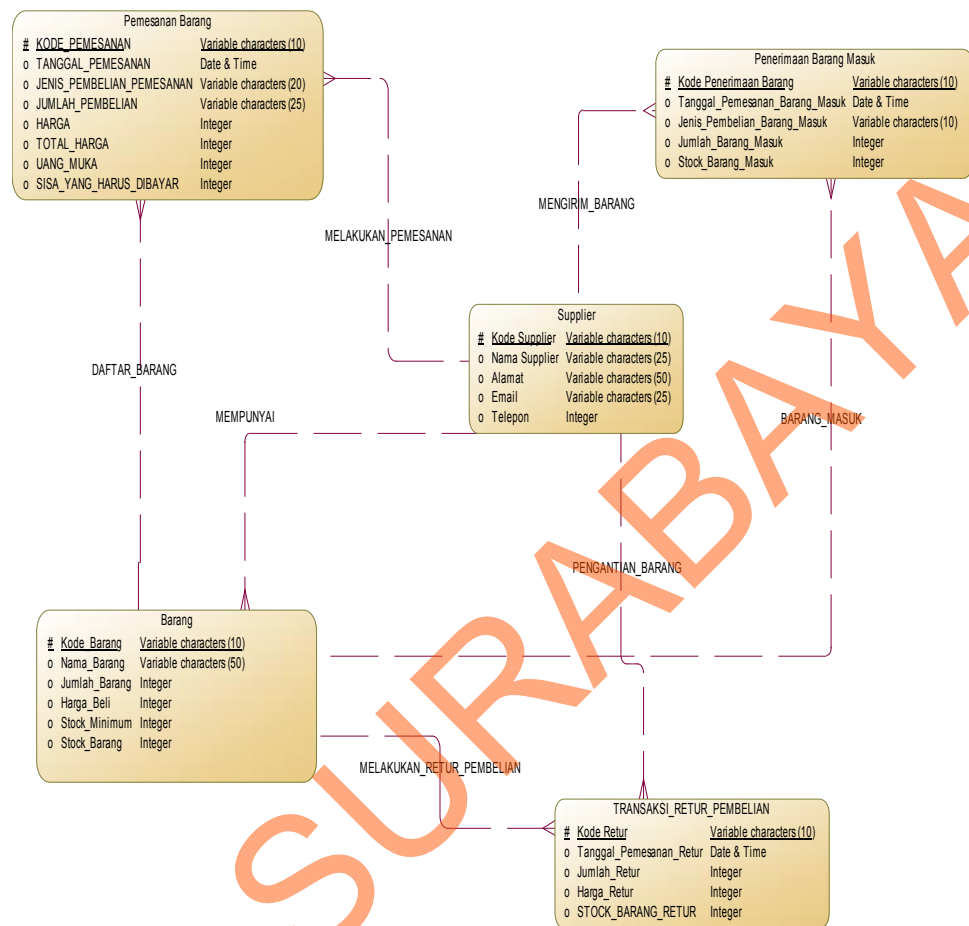 Pemesanan Barang
# KODE_PEMESANAN Variable characters (10)
o TANGGAL_PEMESANAN Date & Time
o JENIS_PEMBELIAN_PEMESANAN Variable characters (20)
o JUMLAH_PEMBELIAN Variable characters (25)
o HARGA Integer
o TOTAL_HARGA Integer
o UANG_MUKA Integer
o SISA_YANG_HARUS_DIBAYAR Integer
Penerimaan Barang Masuk
# Kode Penerimaan Barang Variable characters (10)
o Tanggal_Pemesanan_Barang_Masuk Date & Time
o Jenis_Pembelian_Barang_Masuk Variable characters (10)
o Jumlah_Barang_Masuk Integer
o Stock_Barang_Masuk Integer
MENGIRIM_BARANG
MELAKUKAN_PEMESANAN
Supplier
# Kode Supplier Variable characters (10)
o Nama Supplier Variable characters (25)
o Alamat Variable characters (50)
o Email Variable characters (25)
o Telepon Integer
DAFTAR_BARANG
MEMPUNYAI
BARANG_MASUK
PENGANTIAN_BARANG
Barang
# Kode_Barang Variable characters (10)
o Nama_Barang Variable characters (50)
o Jumlah_Barang Integer
o Harga_Beli Integer
o Stock_Minimum Integer
o Stock_Barang Integer
MELAKUKAN_RETUR_PEMBELIAN
TRANSAKSI_RETUR_PEMBELIAN
# Kode Retur Variable characters (10)
o Tanggal_Pemesanan_Retur Date & Time
o Jumlah_Retur Integer
o Harga_Retur Integer
o STOCK_BARANG_RETUR Integer
SURABAYA